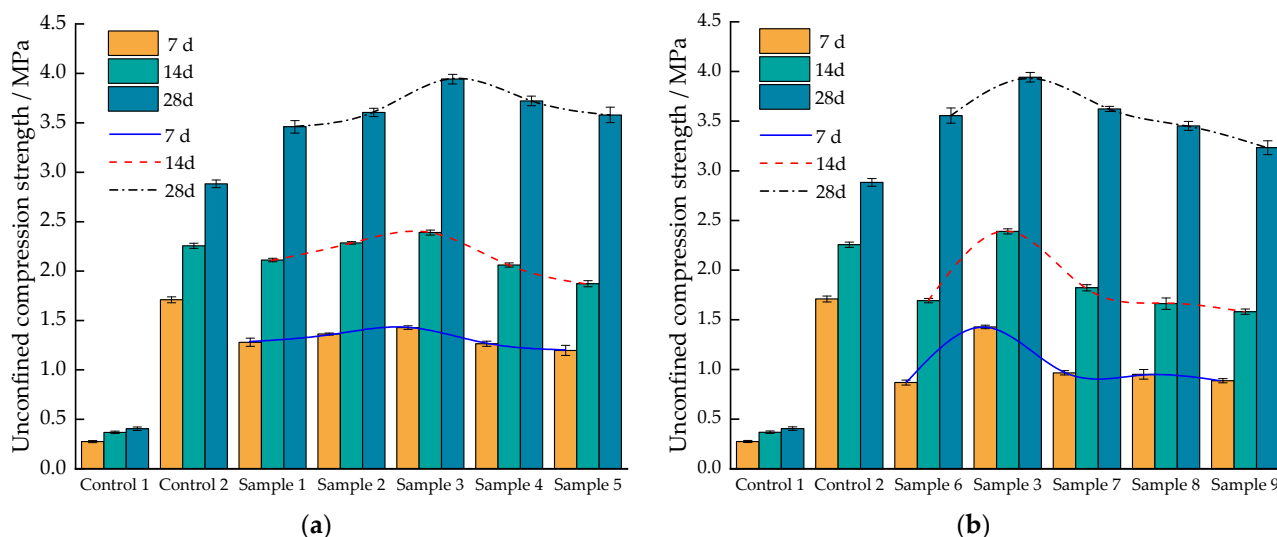 Unconfined compression strength / MPa
4.5
4.0
3.5
3.0
2.5
2.0
1.5
1.0
0.5
0.0
7 d
14d
28d
7 d
14d
28d
Control 1 Control 2 Sample 1 Sample 2 Sample 3 Sample 4 Sample 5
(a)
Unconfined compression strength / MPa
4.5
4.0
3.5
3.0
2.5
2.0
1.5
1.0
0.5
0.0
7 d
14d
28d
7 d
14d
28d
Control 1 Control 2 Sample 6 Sample 3 Sample 7 Sample 8 Sample 9
(b)